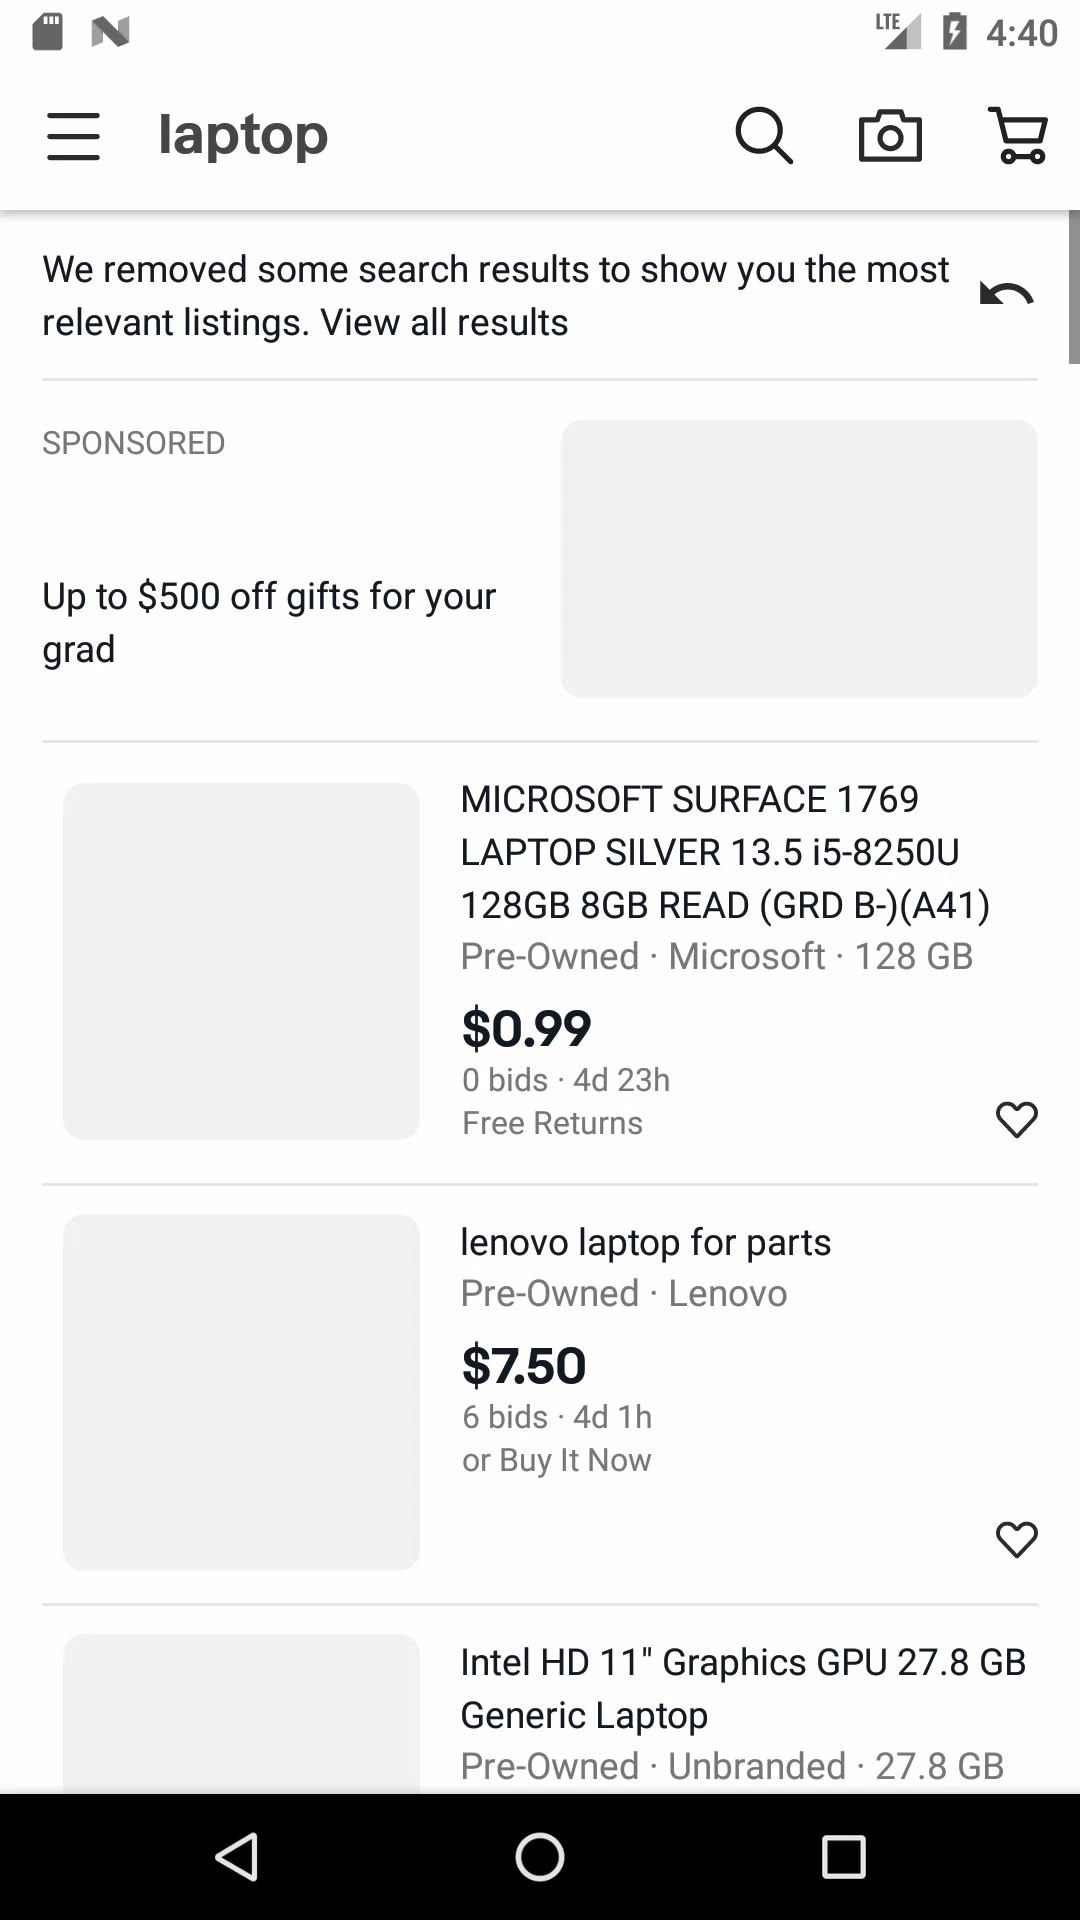 LTE 4:40
laptop
We removed some search results to show you the most
relevant listings. View all results
SPONSORED
Up to $500 off gifts for your
grad
MICROSOFT SURFACE 1769
LAPTOP SILVER 13.5 i5-8250U
128GB 8GB READ (GRD B-)(A41)
Pre-Owned · Microsoft · 128 GB
$0.99
0 bids · 4d 23h
Free Returns
lenovo laptop for parts
Pre-Owned · Lenovo
$7.50
6 bids · 4d 1h
or Buy It Now
Intel HD 11" Graphics GPU 27.8 GB
Generic Laptop
Pre-Owned · Unbranded · 27.8 GB